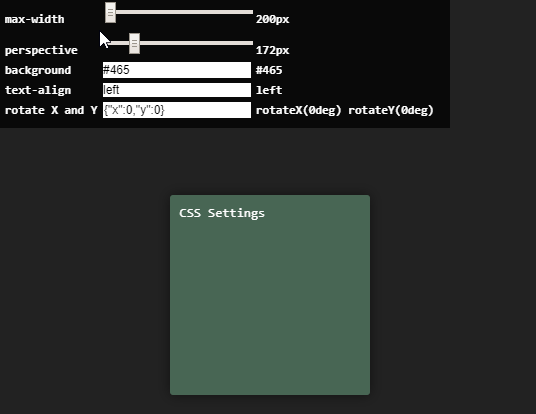 max-width 200px
perspective 172px
background #465 #465
text-align left left
rotate X and Y {"x":0,"y":0} rotateX(0deg) rotateY(0deg)
CSS Settings